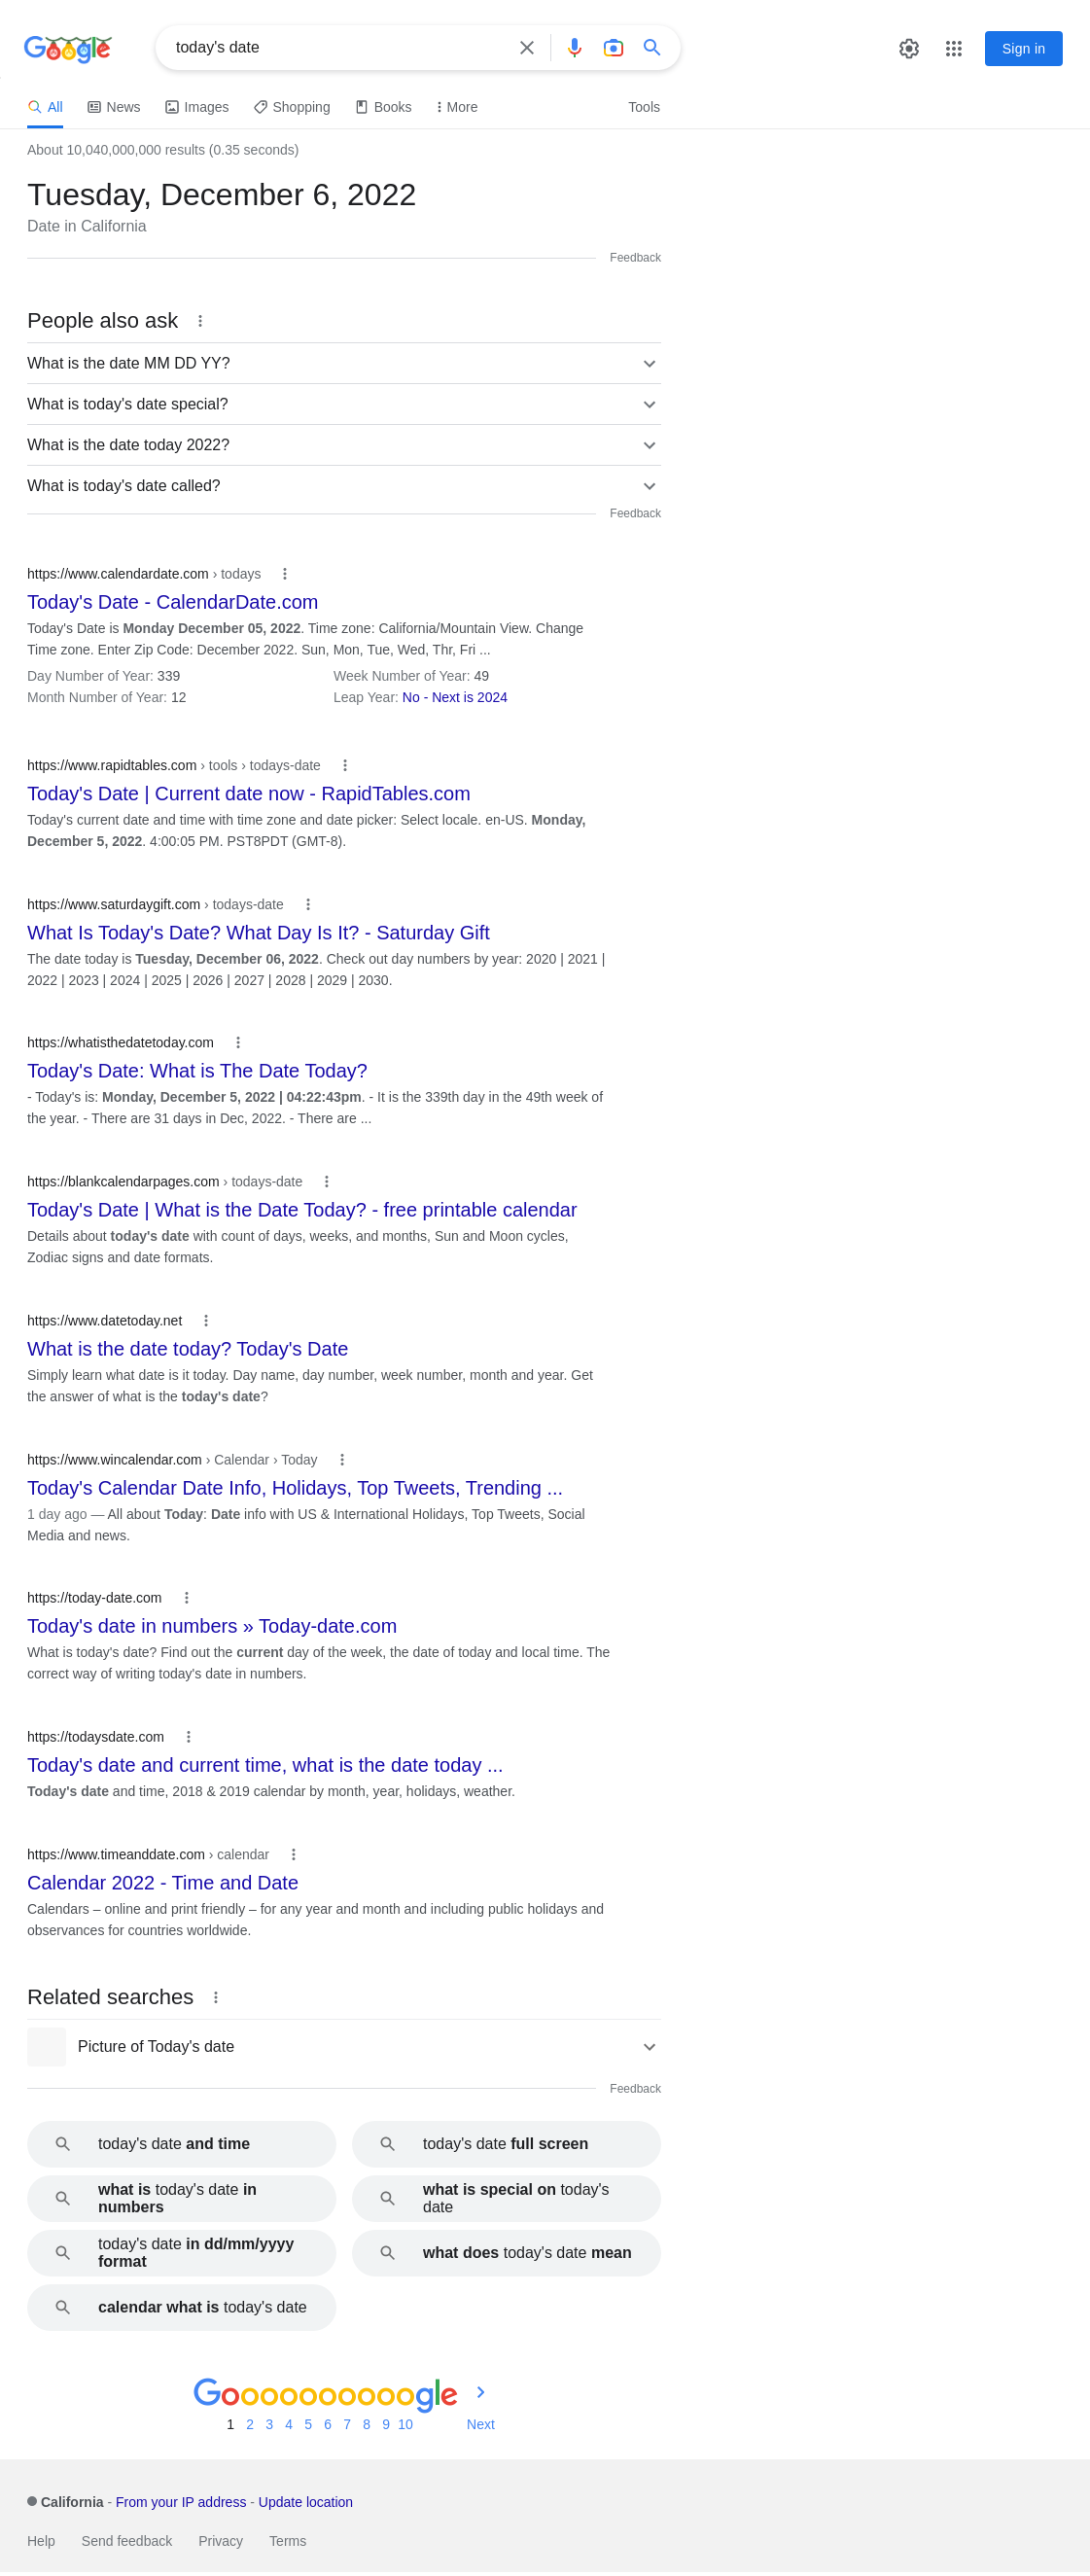 Google
today's date
Sign in
All
News
Images
Shopping
Books
More
Tools
About 10,040,000,000 results (0.35 seconds)
Tuesday, December 6, 2022
Date in California
Feedback
People also ask
What is the date MM DD YY?
What is today's date special?
What is the date today 2022?
What is today's date called?
Feedback
https://www.calendardate.com › todays
Today's Date - CalendarDate.com
Today's Date is Monday December 05, 2022. Time zone: California/Mountain View. Change
Time zone. Enter Zip Code: December 2022. Sun, Mon, Tue, Wed, Thr, Fri ...
Day Number of Year: 339
Week Number of Year: 49
Month Number of Year: 12
Leap Year: No - Next is 2024
https://www.rapidtables.com › tools › todays-date
Today's Date | Current date now - RapidTables.com
Today's current date and time with time zone and date picker: Select locale. en-US. Monday,
December 5, 2022. 4:00:05 PM. PST8PDT (GMT-8).
https://www.saturdaygift.com › todays-date
What Is Today's Date? What Day Is It? - Saturday Gift
The date today is Tuesday, December 06, 2022. Check out day numbers by year: 2020 | 2021 |
2022 | 2023 | 2024 | 2025 | 2026 | 2027 | 2028 | 2029 | 2030.
https://whatisthedatetoday.com
Today's Date: What is The Date Today?
- Today's is: Monday, December 5, 2022 | 04:22:43pm. - It is the 339th day in the 49th week of
the year. - There are 31 days in Dec, 2022. - There are ...
https://blankcalendarpages.com › todays-date
Today's Date | What is the Date Today? - free printable calendar
Details about today's date with count of days, weeks, and months, Sun and Moon cycles,
Zodiac signs and date formats.
https://www.datetoday.net
What is the date today? Today's Date
Simply learn what date is it today. Day name, day number, week number, month and year. Get
the answer of what is the today's date?
https://www.wincalendar.com › Calendar › Today
Today's Calendar Date Info, Holidays, Top Tweets, Trending ...
1 day ago — All about Today: Date info with US & International Holidays, Top Tweets, Social
Media and news.
https://today-date.com
Today's date in numbers » Today-date.com
What is today's date? Find out the current day of the week, the date of today and local time. The
correct way of writing today's date in numbers.
https://todaysdate.com
Today's date and current time, what is the date today ...
Today's date and time, 2018 & 2019 calendar by month, year, holidays, weather.
https://www.timeanddate.com › calendar
Calendar 2022 - Time and Date
Calendars – online and print friendly – for any year and month and including public holidays and
observances for countries worldwide.
Related searches
Picture of Today's date
Feedback
today's date and time
today's date full screen
what is today's date in
numbers
what is special on today's
date
today's date in dd/mm/yyyy
format
what does today's date mean
calendar what is today's date
Goooooooooogle
1 2 3 4 5 6 7 8 9 10 Next
California - From your IP address - Update location
Help
Send feedback
Privacy
Terms